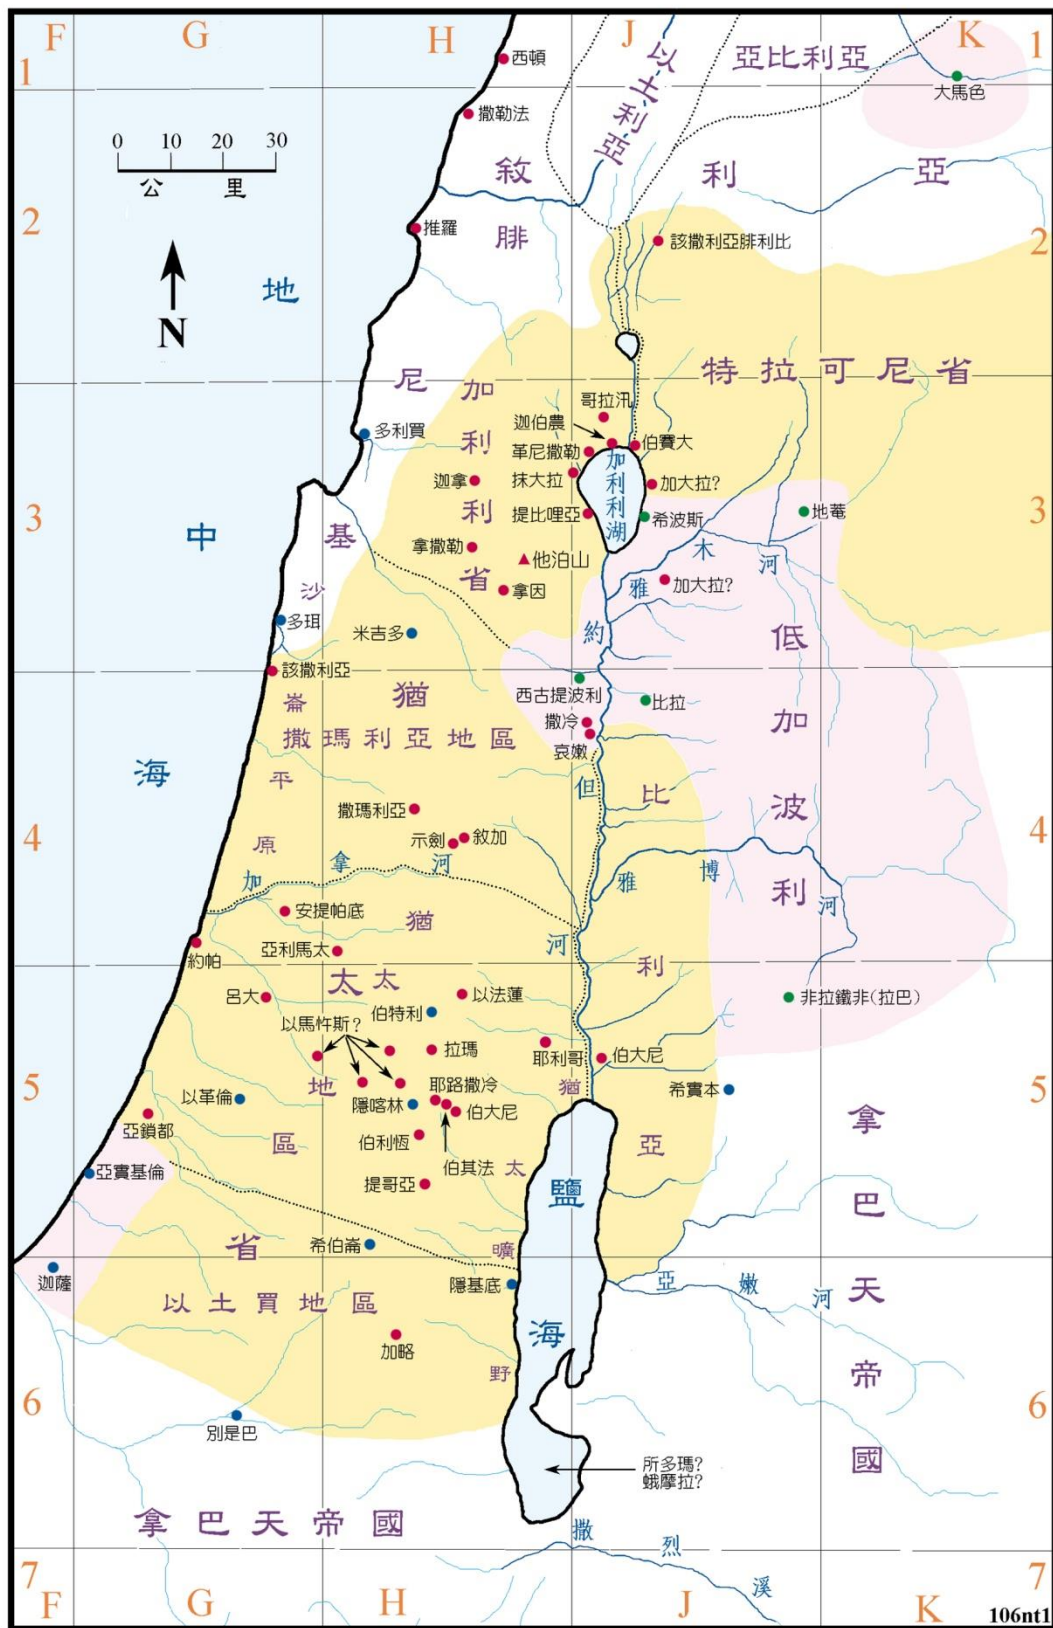 F
G
H
J
K
1
1
西頓
以土利亞
亞比利亞
大馬色
撒勒法
0 10 20 30
公里
敘利亞
2
2
推羅
腓尼基
該撒利亞腓利比
N
地中海
特拉可尼省
加利利省
哥拉汛
迦伯農
多利買
革尼撒勒
伯賽大
迦拿
抹大拉
加利利湖
加大拉?
3
3
提比哩亞
希波斯
地菴
拿撒勒
他泊山
雅木河
拿因
加大拉?
沙崙平原
多珥
米吉多
約但河
低加波利
該撒利亞
西古提波利
比拉
猶太省
撒瑪利亞地區
撒冷
哀嫩
比利亞
4
4
撒瑪利亞
示劍
敘加
加拿河
雅博河
安提帕底
猶太地區
約帕
亞利馬太
呂大
以法蓮
非拉鐵非(拉巴)
伯特利
以馬忤斯?
拉瑪
耶利哥
伯大尼
5
5
耶路撒冷
猶太曠野
希實本
以革倫
隱喀林
伯大尼
亞鎖都
伯利恆
伯其法
拿巴天帝國
亞實基倫
提哥亞
鹽海
希伯崙
迦薩
隱基底
亞嫩河
以土買地區
加略
6
6
別是巴
所多瑪?
蛾摩拉?
拿巴天帝國
撒烈溪
7
7
F
G
H
J
K
106nt1